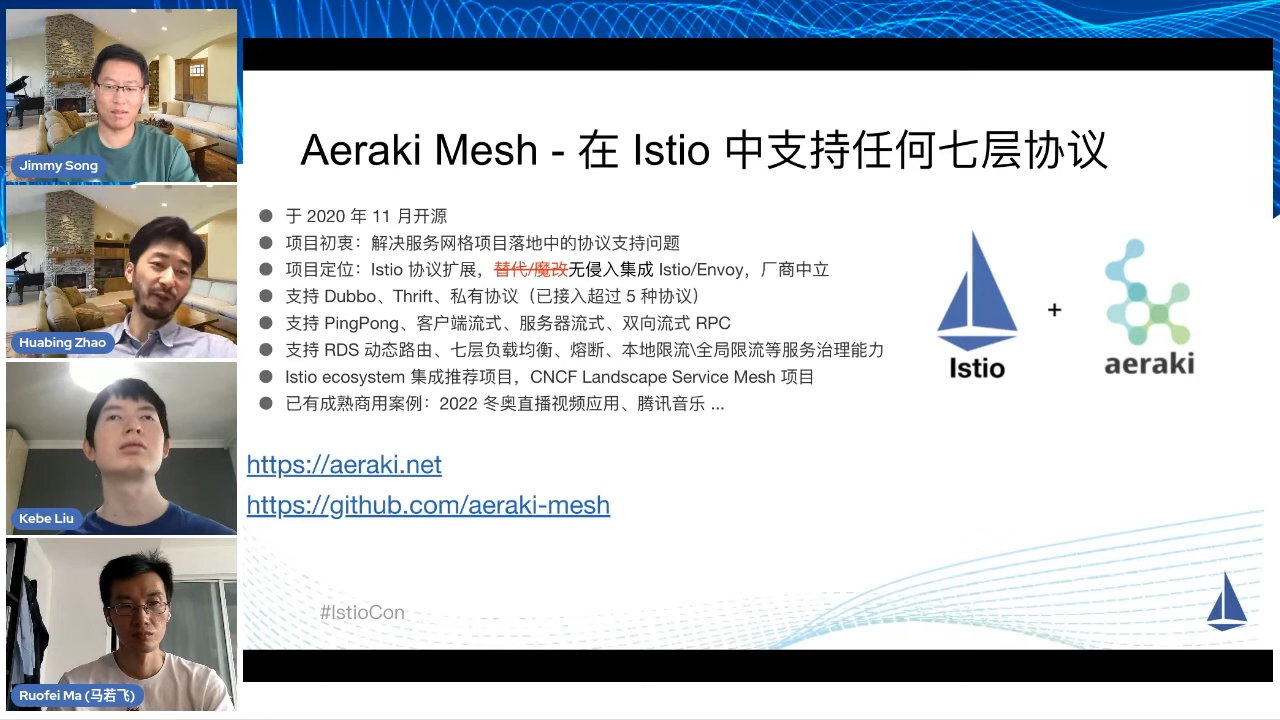 Jimmy Song
Huabing Zhao
Kebe Liu
Ruofei Ma (马若飞)
Aeraki Mesh - 在 Istio 中支持任何七层协议
● 于 2020 年 11 月开源
● 项目初衷：解决服务网格项目落地中的协议支持问题
● 项目定位：Istio 协议扩展，替代/魔改无侵入集成 Istio/Envoy，厂商中立
● 支持 Dubbo、Thrift、私有协议（已接入超过 5 种协议）
● 支持 PingPong、客户端流式、服务器流式、双向流式 RPC
● 支持 RDS 动态路由、七层负载均衡、熔断、本地限流\全局限流等服务治理能力
● Istio ecosystem 集成推荐项目，CNCF Landscape Service Mesh 项目
● 已有成熟商用案例：2022 冬奥直播视频应用、腾讯音乐 ...
Istio
+
aeraki
https://aeraki.net
https://github.com/aeraki-mesh
#IstioCon